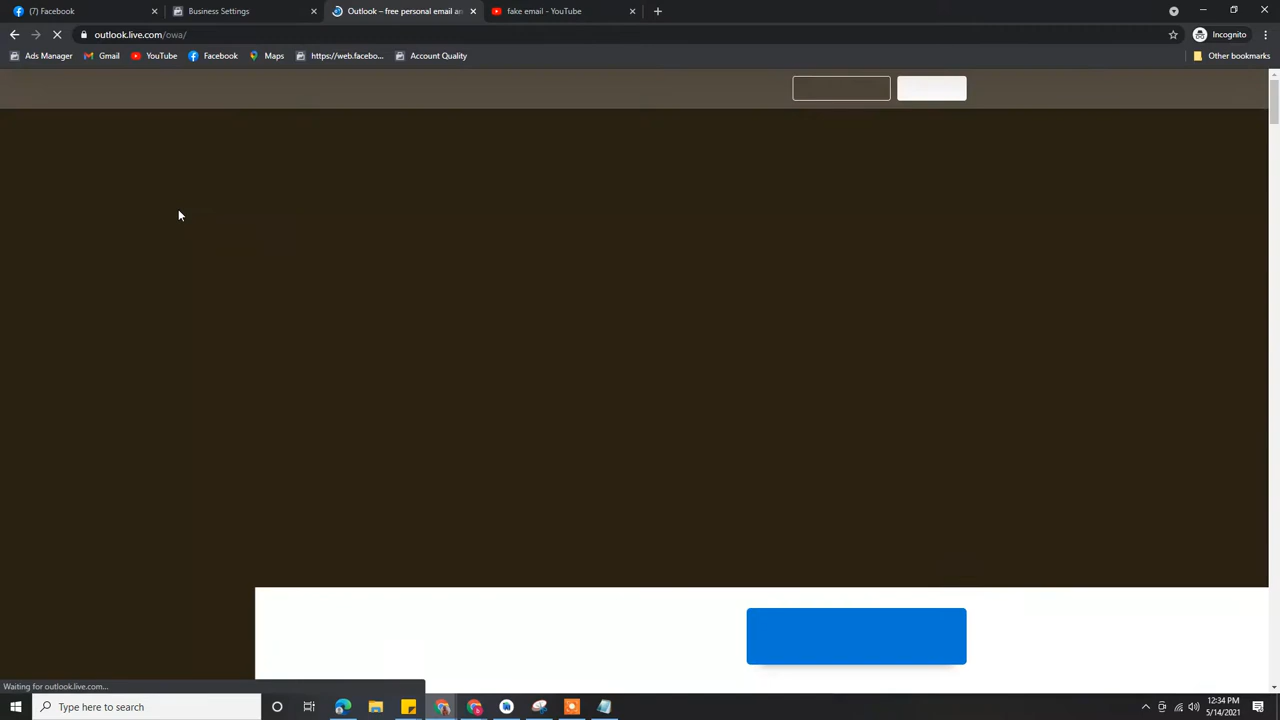 (7) Facebook
Business Settings
Outlook – free personal email an
fake email - YouTube
outlook.live.com/owa/
Incognito
Ads Manager
Gmail
YouTube
Facebook
Maps
https://web.facebo...
Account Quality
Other bookmarks
Waiting for outlook.live.com...
Type here to search
12:34 PM
5/14/2021